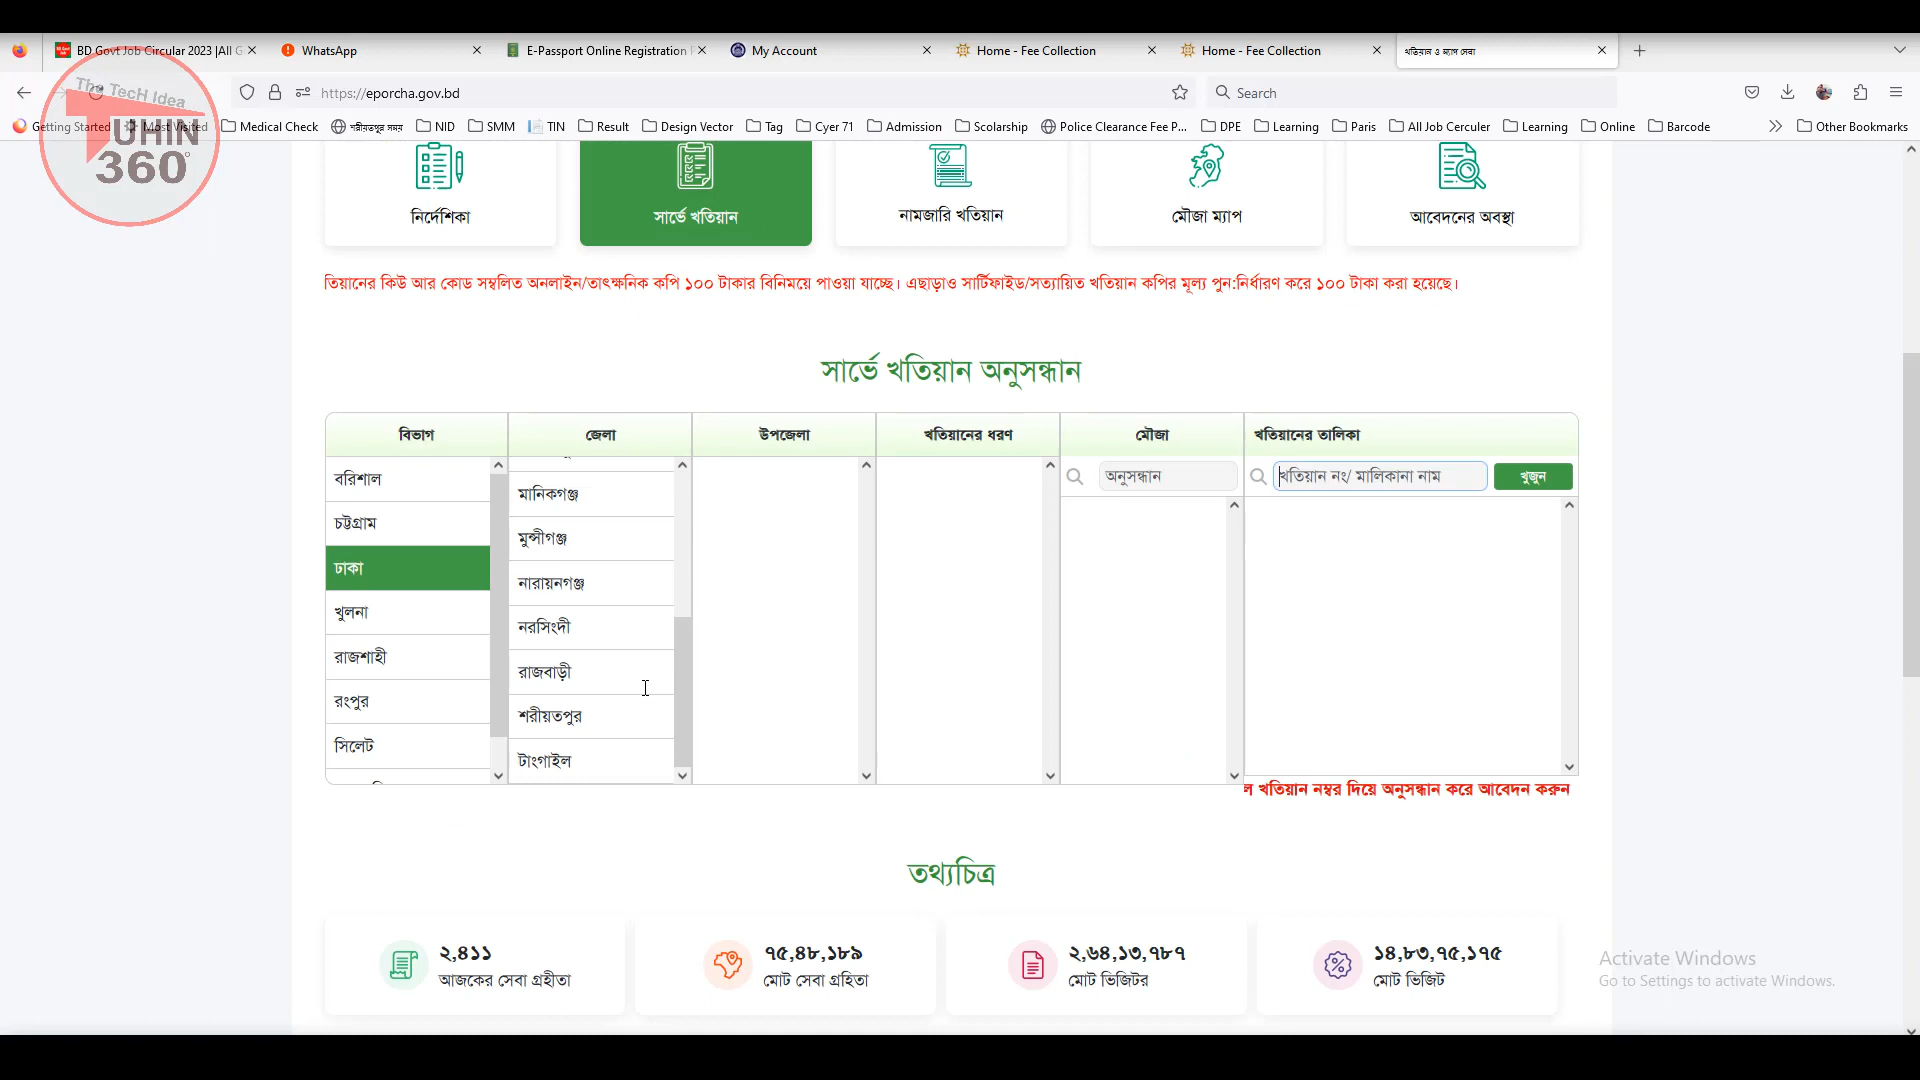 BD Govt Job Circular 2023 |All G
WhatsApp
E-Passport Online Registration
My Account
Home - Fee Collection
Home - Fee Collection
খতিয়ান ও ম্যাপ সেবা
https://eporcha.gov.bd
Search
Getting Started
Most Visited
Medical Check
শরীয়তপুর সময়
NID
SMM
TIN
Result
Design Vector
Tag
Cyer 71
Admission
Scolarship
Police Clearance Fee P...
DPE
Learning
Paris
All Job Cerculer
Learning
Online
Barcode
Other Bookmarks
The TecH Idea
TUHIN
360°
নির্দেশিকা
সার্ভে খতিয়ান
নামজারি খতিয়ান
মৌজা ম্যাপ
আবেদনের অবস্থা
তিয়ানের কিউ আর কোড সম্বলিত অনলাইন/তাৎক্ষনিক কপি ১০০ টাকার বিনিময়ে পাওয়া যাচ্ছে। এছাড়াও সার্টিফাইড/সত্যায়িত খতিয়ান কপির মূল্য পুন:নির্ধারণ করে ১০০ টাকা করা হয়েছে।
সার্ভে খতিয়ান অনুসন্ধান
বিভাগ
জেলা
উপজেলা
খতিয়ানের ধরণ
মৌজা
খতিয়ানের তালিকা
বরিশাল
চট্টগ্রাম
ঢাকা
খুলনা
রাজশাহী
রংপুর
সিলেট
মানিকগঞ্জ
মুন্সীগঞ্জ
নারায়নগঞ্জ
নরসিংদী
রাজবাড়ী
শরীয়তপুর
টাংগাইল
অনুসন্ধান
খতিয়ান নং/ মালিকানা নাম
খুজুন
ল খতিয়ান নম্বর দিয়ে অনুসন্ধান করে আবেদন করুন
তথ্যচিত্র
২,৪১১
আজকের সেবা গ্রহীতা
৭৫,৪৮,১৮৯
মোট সেবা গ্রহিতা
২,৬৪,১৩,৭৮৭
মোট ভিজিটর
১৪,৮৩,৭৫,১৭৫
মোট ভিজিট
Activate Windows
Go to Settings to activate Windows.